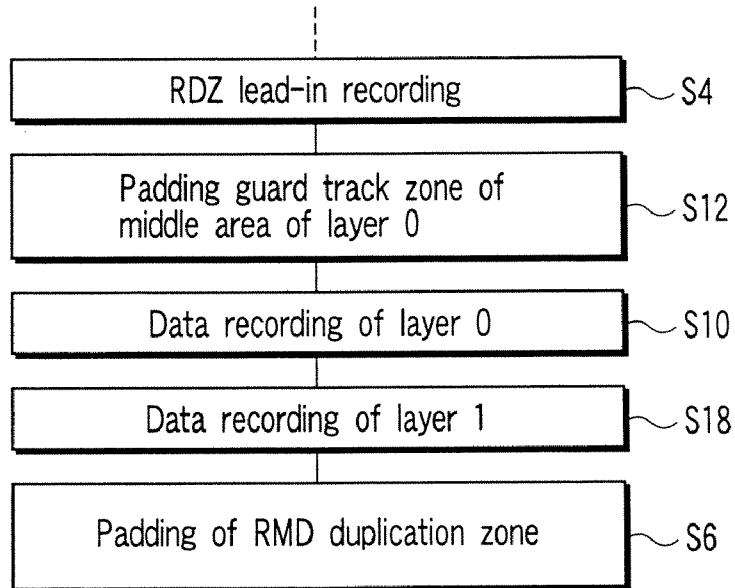 RDZ lead-in recording
S4
Padding guard track zone of
middle area of layer 0
S12
Data recording of layer 0
S10
Data recording of layer 1
S18
Padding of RMD duplication zone
S6